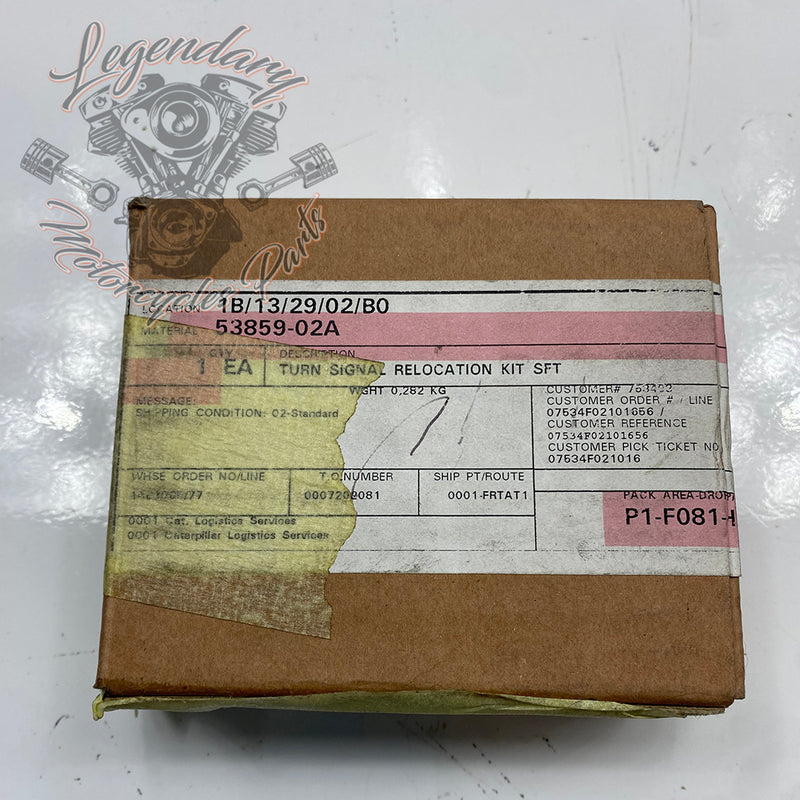 Legendary
Motorcycles Parts
LOCATION 1B/13/29/02/B0
MATERIAL 53859-02A
1 EA
DESCRIPTION
TURN SIGNAL RELOCATION KIT SFT
WGHT 0,282 KG
MESSAGE:
SHIPPING CONDITION: 02-Standard
CUSTOMER#
CUSTOMER ORDER # / LINE
07534F02101656 /
CUSTOMER REFERENCE
07534F02101656
CUSTOMER PICK TICKET NO
07534F021016
WHSE ORDER NO/LINE
T.O.NUMBER
0007202081
SHIP PT/ROUTE
0001-FRTAT1
PACK AREA-DROP
P1-F081-
0001 Cat. Logistics Services
0001 Caterpillar Logistics Services